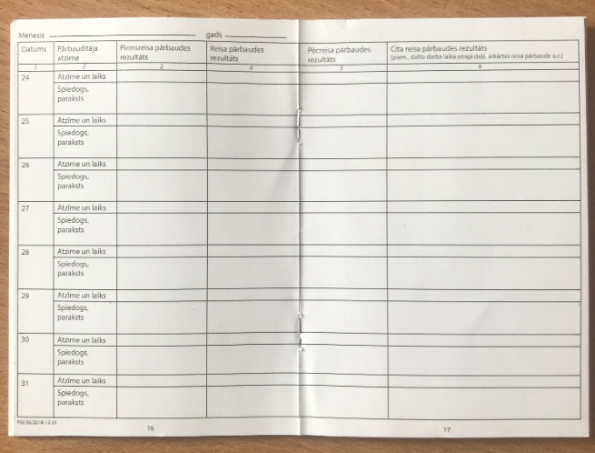 Mēnesis gads
Datums Pārbaudītāja atzīme Pirmsreisa pārbaudes rezultāts Reisa pārbaudes rezultāts Pēcreisa pārbaudes rezultāts Cita reisa pārbaudes rezultāts
(piem., dalīta darba laika otrajā daļā, ārkārtas reisa pārbaude u.c.)
1 2 3 4 5 6
24 Atzīme un laiks
Spiedogs,
paraksts
25 Atzīme un laiks
Spiedogs,
paraksts
26 Atzīme un laiks
Spiedogs,
paraksts
27 Atzīme un laiks
Spiedogs,
paraksts
28 Atzīme un laiks
Spiedogs,
paraksts
29 Atzīme un laiks
Spiedogs,
paraksts
30 Atzīme un laiks
Spiedogs,
paraksts
31 Atzīme un laiks
Spiedogs,
paraksts
16 17